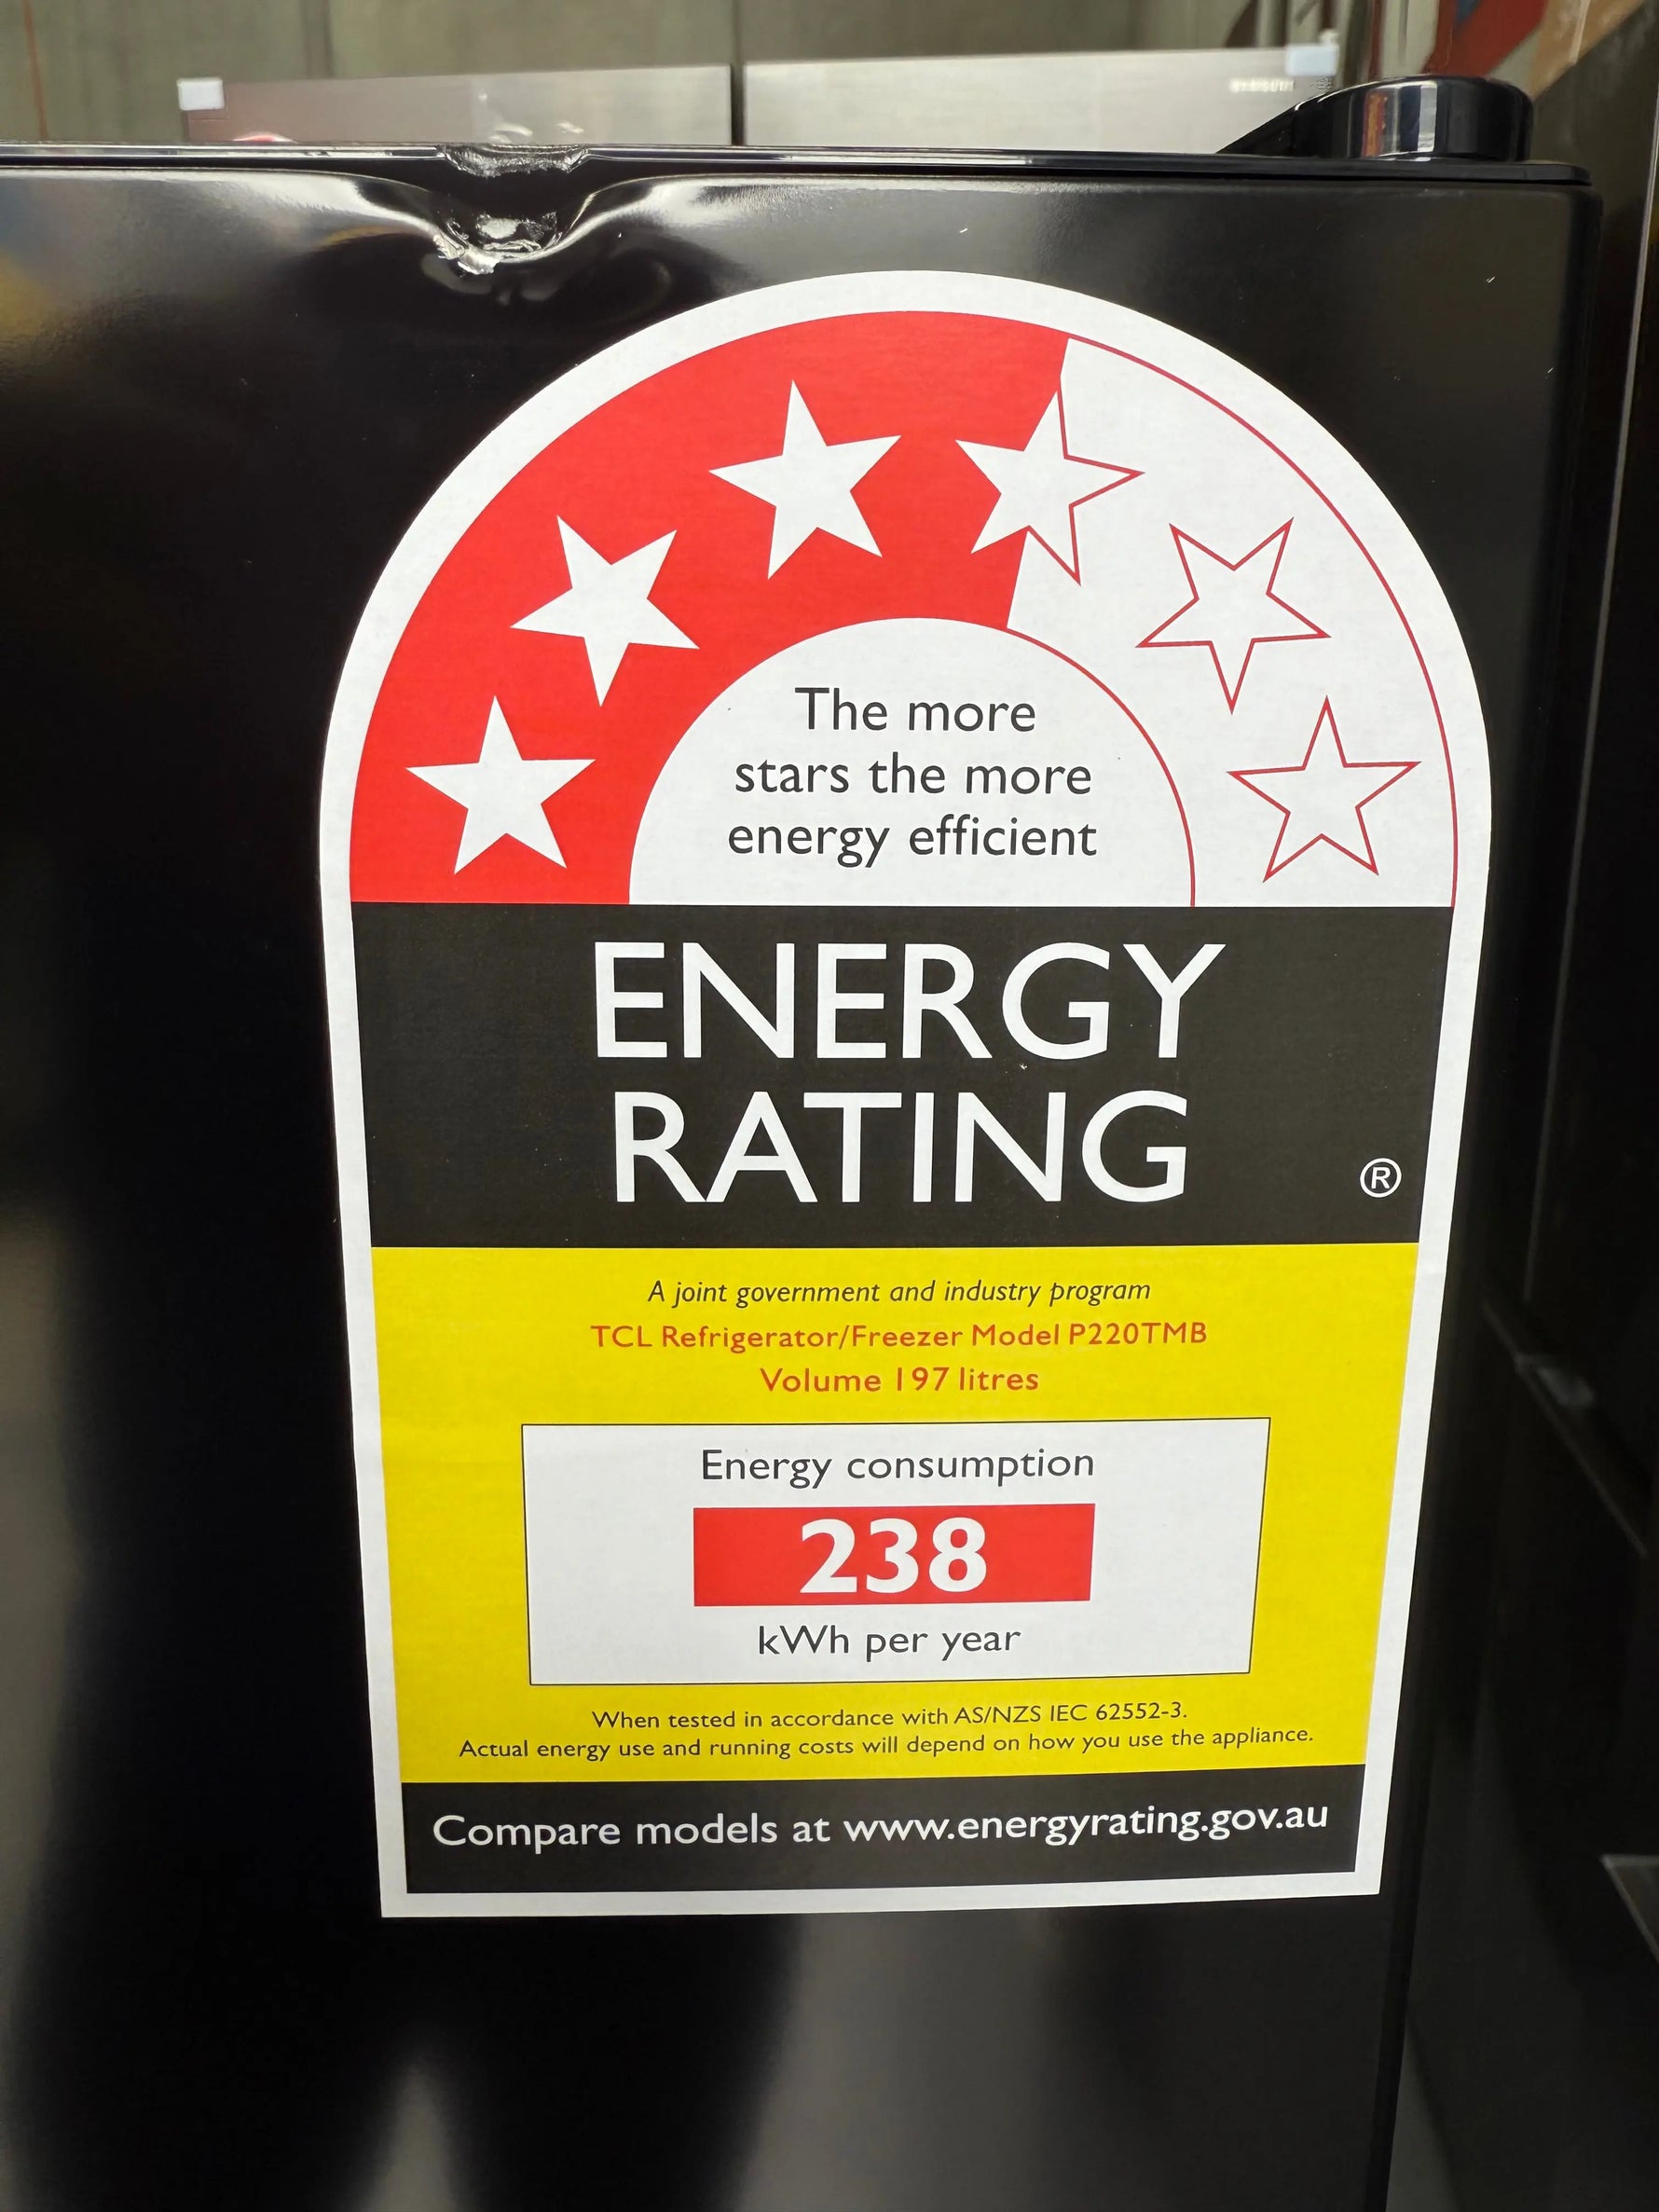 The more
stars the more
energy efficient
ENERGY
RATING
®
A joint government and industry program
TCL Refrigerator/Freezer Model P220TMB
Volume 197 litres
Energy consumption
238
kWh per year
When tested in accordance with AS/NZS IEC 62552-3.
Actual energy use and running costs will depend on how you use the appliance.
Compare models at www.energyrating.gov.au